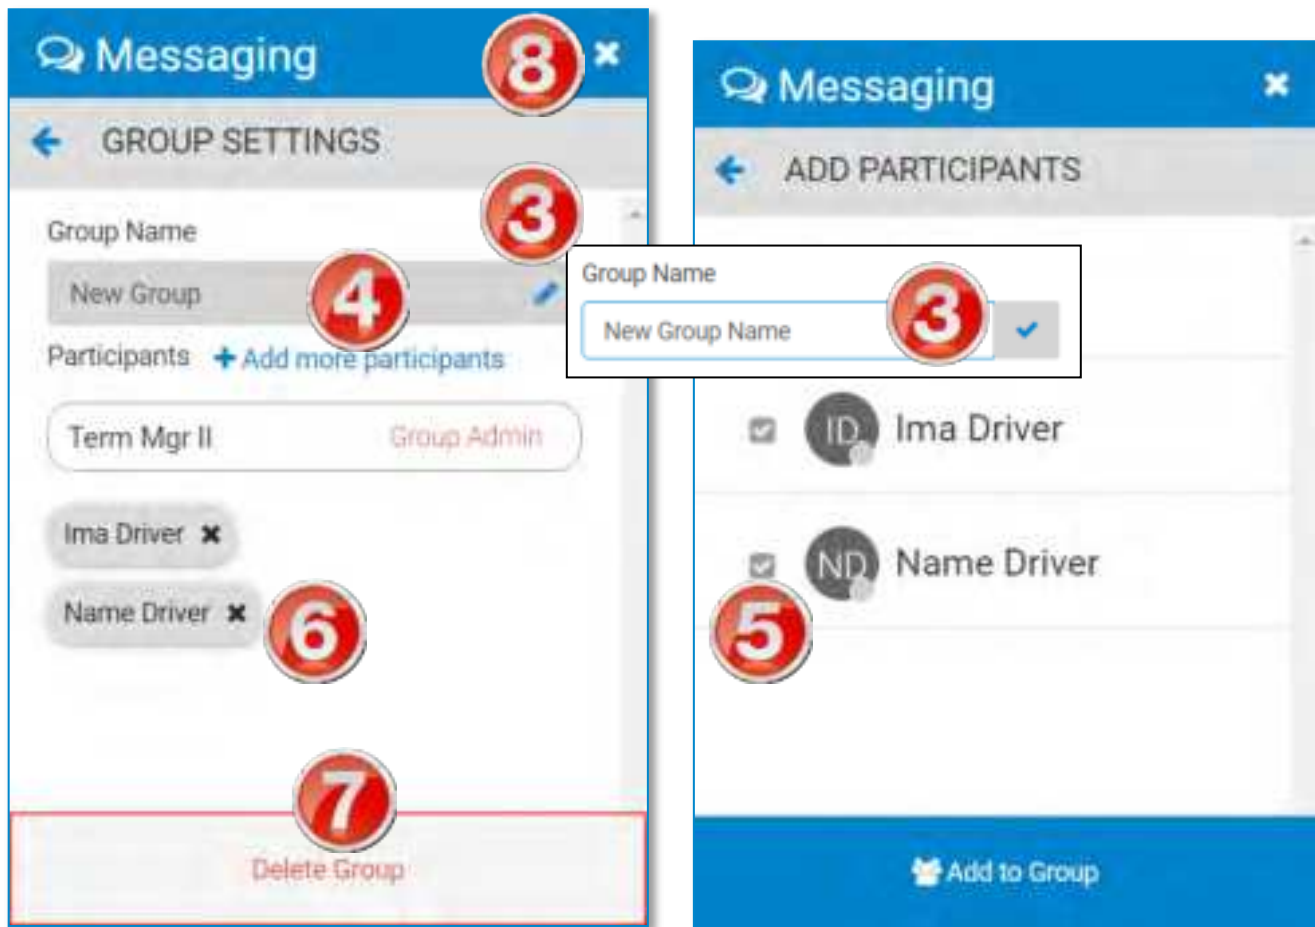 Messaging
8
GROUP SETTINGS
3
Group Name
New Group
4
Participants Add more participants
Term Mgr II Group Admin
Ima Driver
Name Driver
6
7
Delete Group
Group Name
New Group Name
3
Messaging
ADD PARTICIPANTS
ID Ima Driver
ND Name Driver
5
Add to Group